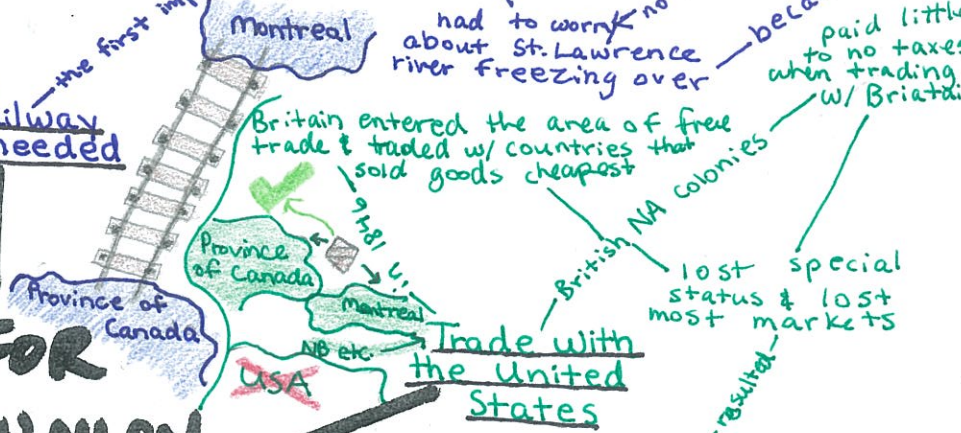 the first
Montreal
had to worry
no
about St. Lawrence
river freezing over
beca
paid little
to no taxes
when trading
w/ Briatai
ilway
needed
Britain entered the area of free
trade & traded w/ countries that
sold goods cheapest
1846
British NA colonies
lost special
status & lost
most markets
resulted
Province
of Canada
Montreal
NB etc.
USA
Trade with
the United
States
Province of
Canada
FOR